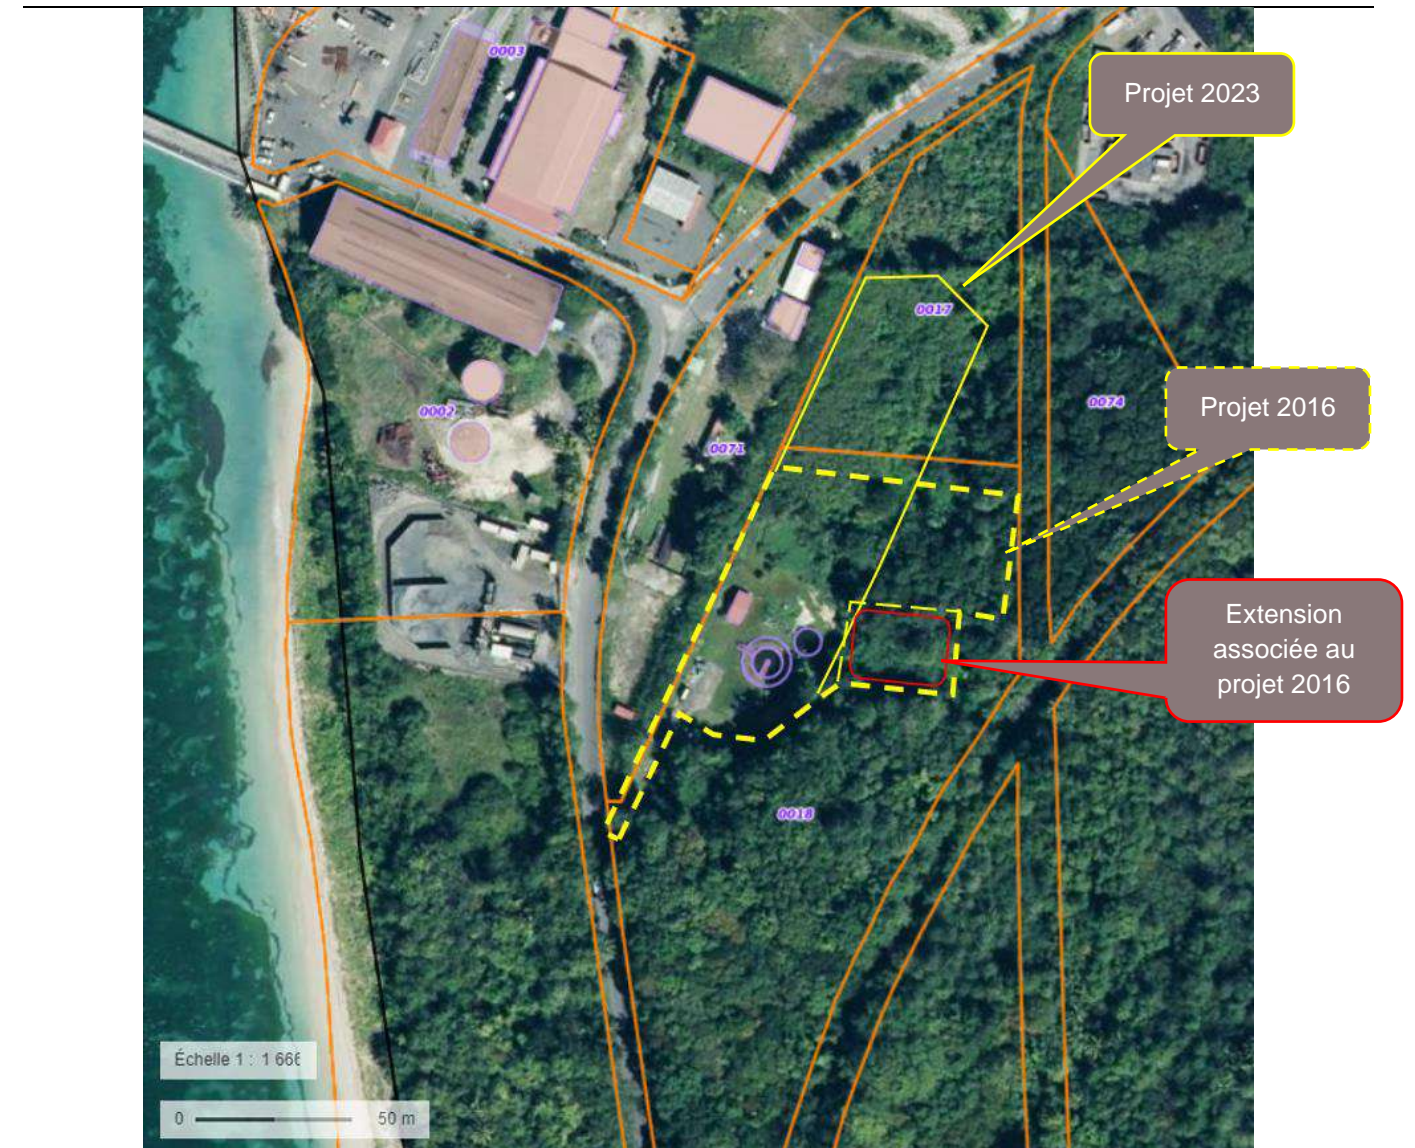 0003
Projet 2023
0017
Projet 2016
0074
0002
0071
Extension
associée au
projet 2016
0018
Échelle 1 : 1 666
0 50 m